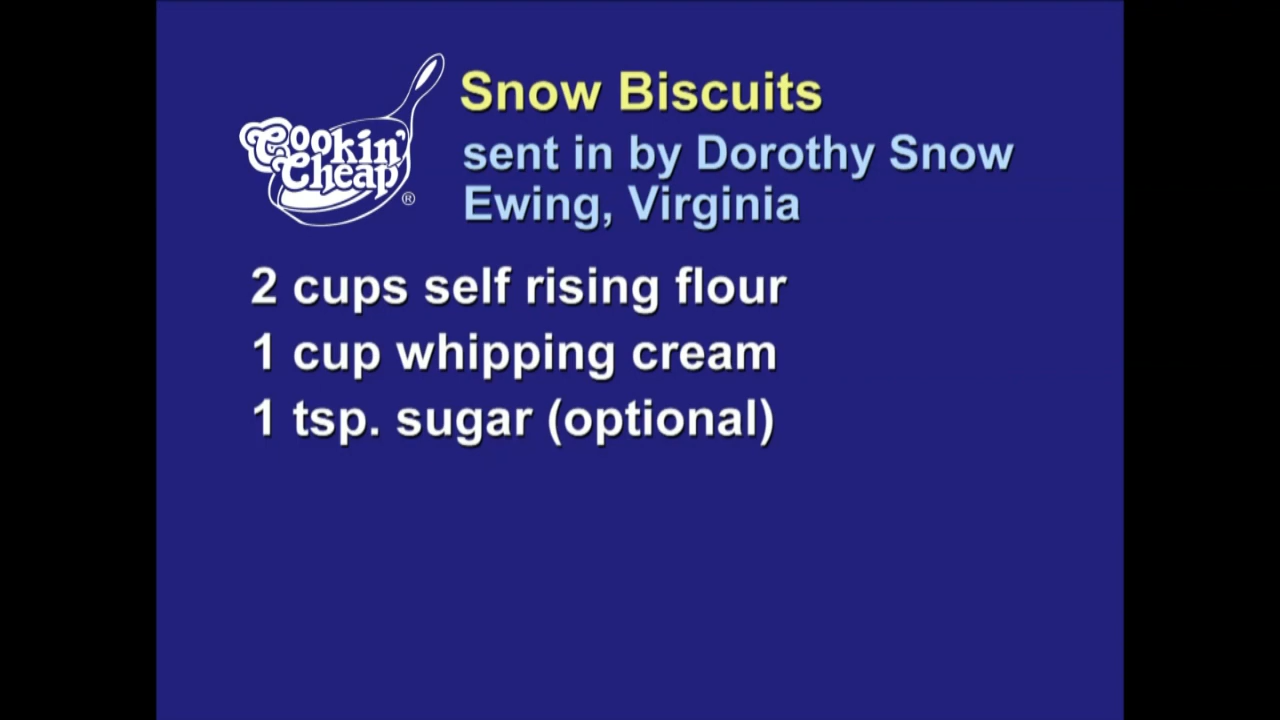 Cookin'
Cheap
®
Snow Biscuits
sent in by Dorothy Snow
Ewing, Virginia
2 cups self rising flour
1 cup whipping cream
1 tsp. sugar (optional)